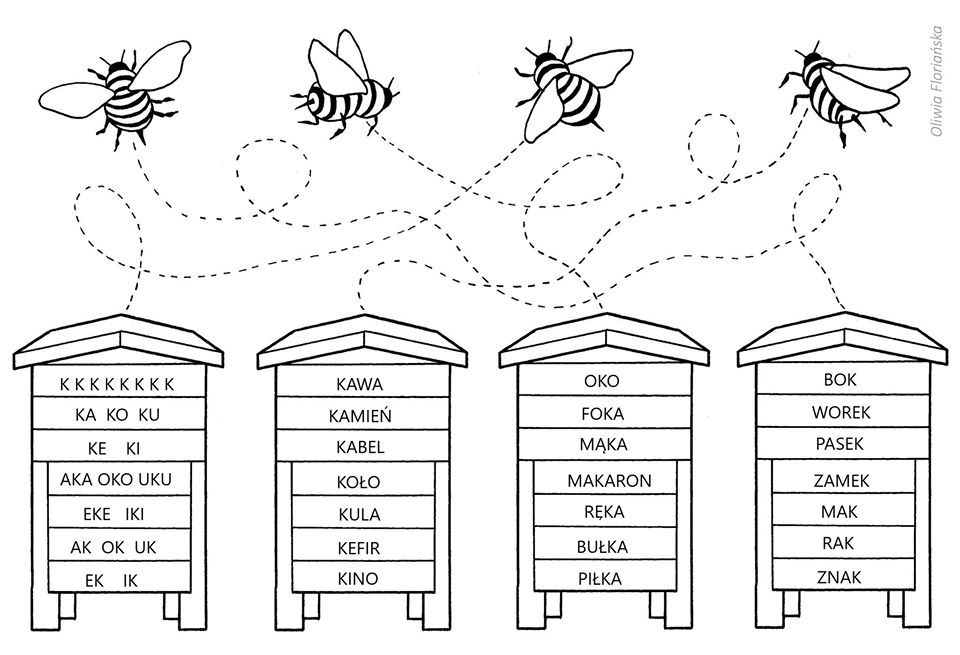 Oliwia Floriańska
K K K K K K K K
KA KO KU
KE KI
AKA OKO UKU
EKE IKI
AK OK UK
EK IK
KAWA
KAMIEŃ
KABEL
KOŁO
KULA
KEFIR
KINO
OKO
FOKA
MĄKA
MAKARON
RĘKA
BUŁKA
PIŁKA
BOK
WOREK
PASEK
ZAMEK
MAK
RAK
ZNAK